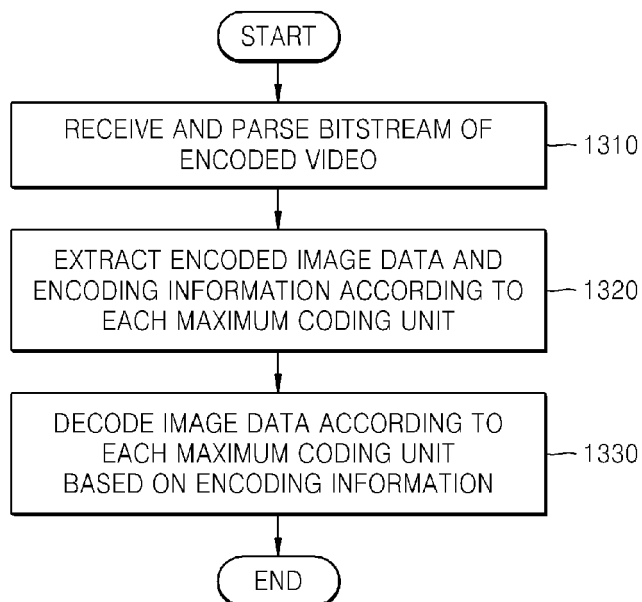 START
RECEIVE AND PARSE BITSTREAM OF
ENCODED VIDEO
1310
EXTRACT ENCODED IMAGE DATA AND
ENCODING INFORMATION ACCORDING TO
EACH MAXIMUM CODING UNIT
1320
DECODE IMAGE DATA ACCORDING TO
EACH MAXIMUM CODING UNIT
BASED ON ENCODING INFORMATION
1330
END